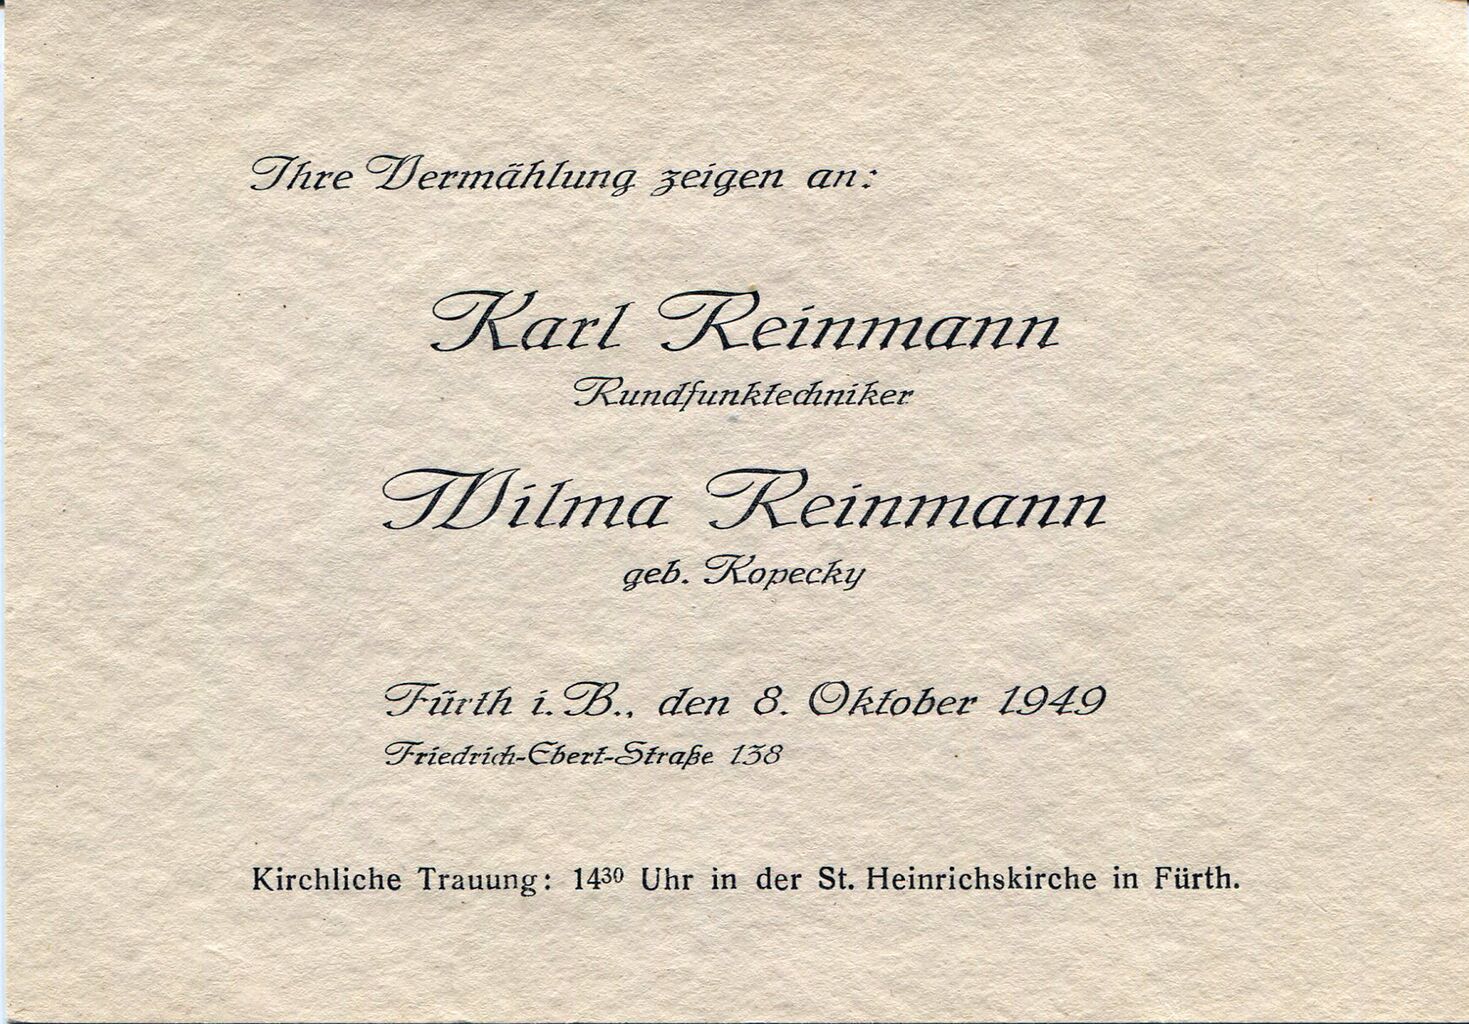 Ihre Vermählung zeigen an:
Karl Reinmann
Rundfunktechniker
Wilma Reinmann
geb. Kopecky
Fürth i. B., den 8. Oktober 1949
Friedrich-Ebert-Straße 138
Kirchliche Trauung: 14³⁰ Uhr in der St. Heinrichskirche in Fürth.